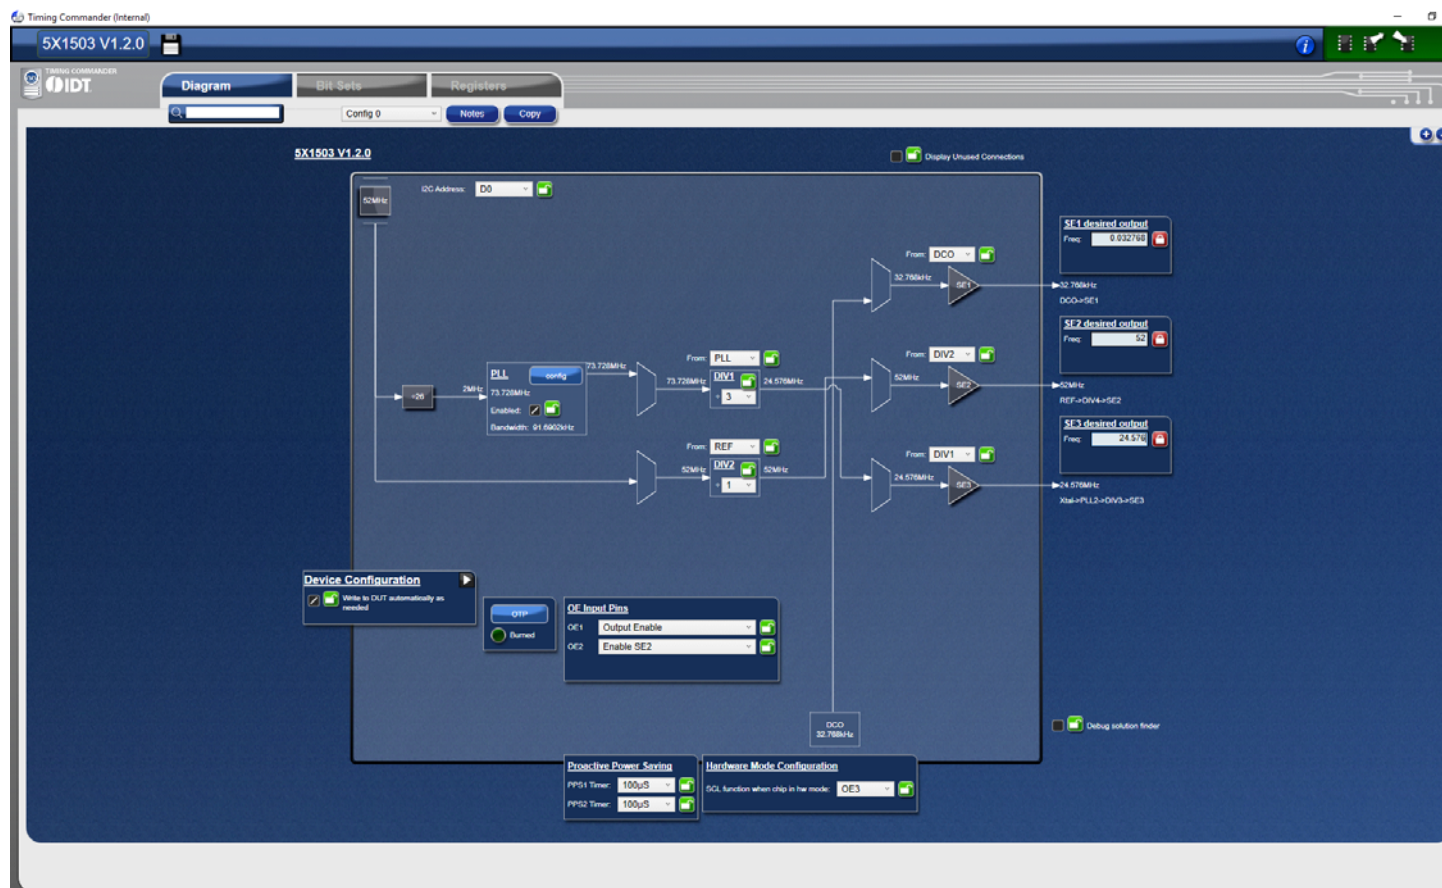 Timing Commander (Internal)
5X1503 V1.2.0
i
TIMING COMMANDER
IDT
Diagram
Bit Sets
Registers
Config 0
Notes
Copy
5X1503 V1.2.0
Display Unused Connections
52MHz
I2C Address: D0
SE1 desired output
Freq: 0.032768
From: DCO
32.768kHz
SE1
32.768kHz
DCO->SE1
SE2 desired output
Freq: 52
From: PLL
From: DIV2
PLL
config
73.728MHz
73.728MHz
DIV1
24.576MHz
52MHz
SE2
52MHz
÷26
2MHz
73.728MHz
÷ 3
REF->DIV4->SE2
Enabled:
Bandwidth: 91.6902kHz
SE3 desired output
Freq: 24.576
From: REF
From: DIV1
52MHz
DIV2
52MHz
÷ 1
24.576MHz
SE3
24.576MHz
Xtal->PLL2->DIV3->SE3
Device Configuration
Write to DUT automatically as
needed
OTP
Burned
OE Input Pins
OE1 Output Enable
OE2 Enable SE2
DCO
32.768kHz
Debug solution finder
Proactive Power Saving
PPS1 Timer: 100µS
PPS2 Timer: 100µS
Hardware Mode Configuration
SCL function when chip in hw mode: OE3